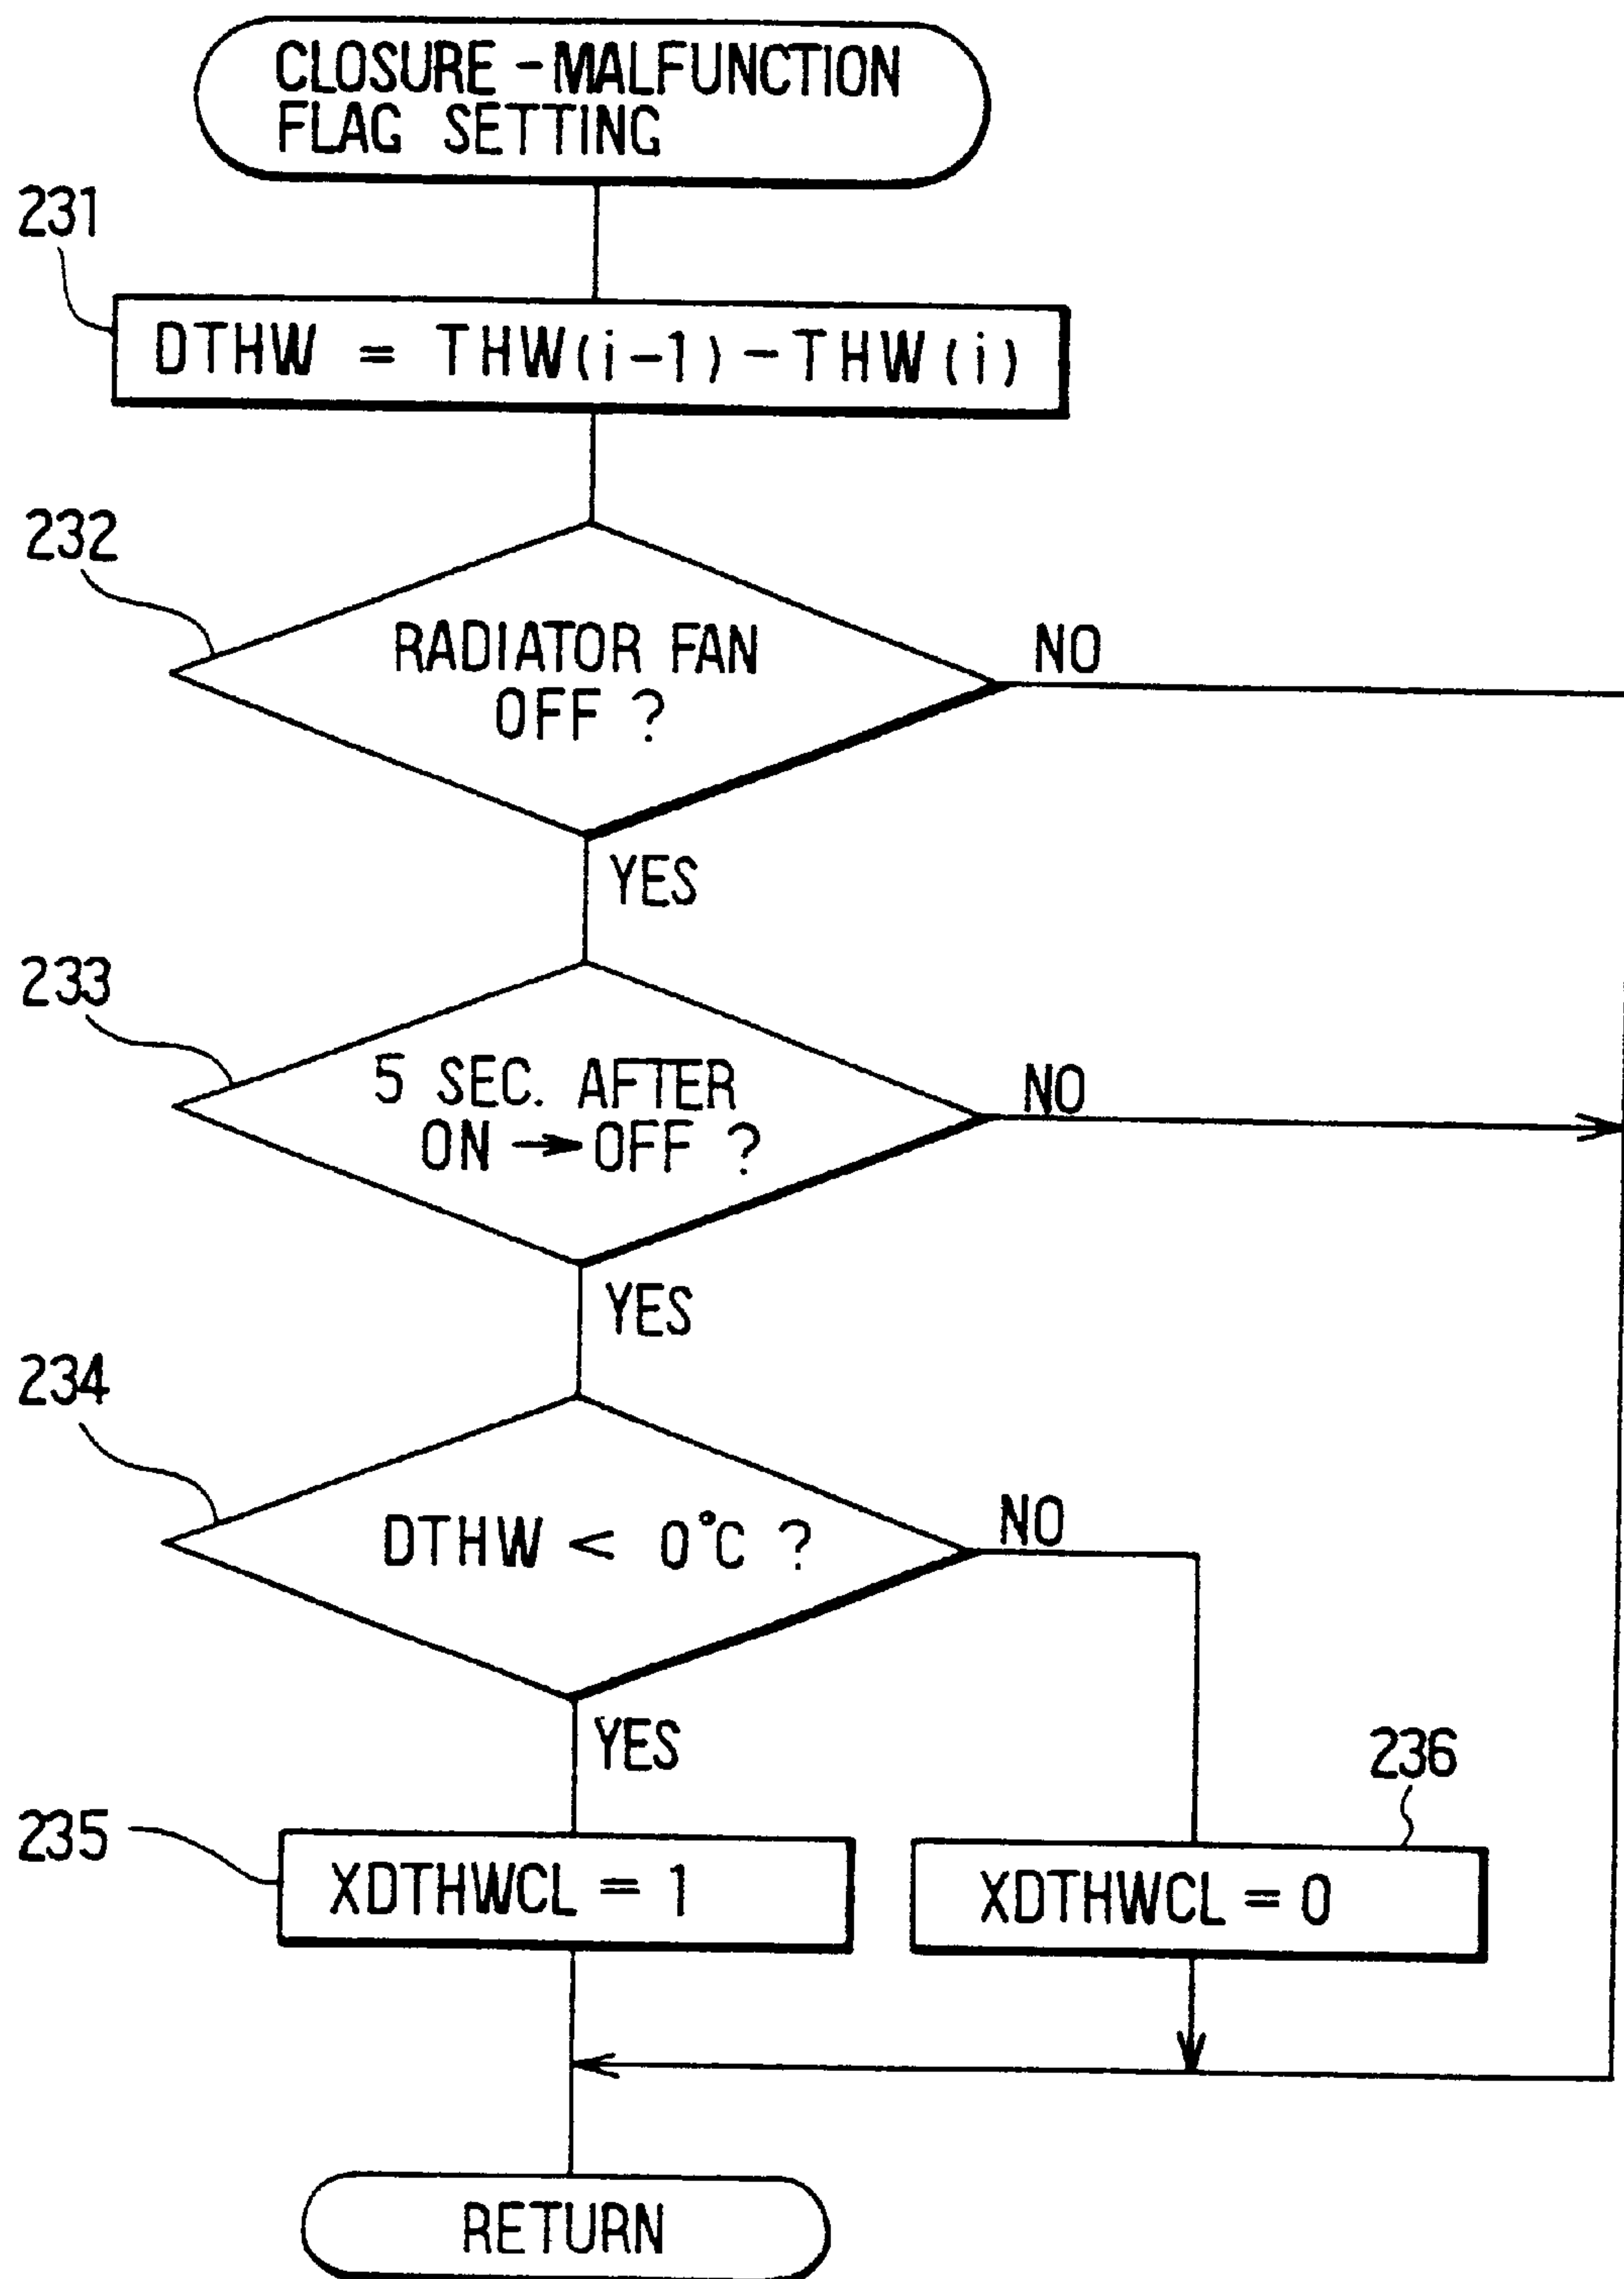 CLOSURE-MALFUNCTION
FLAG SETTING
231
DTHW = THW(i-1)-THW(i)
232
RADIATOR FAN
OFF ?
NO
YES
233
5 SEC. AFTER
ON → OFF ?
NO
YES
234
DTHW < 0°C ?
NO
YES
235
XDTHWCL = 1
236
XDTHWCL = 0
RETURN